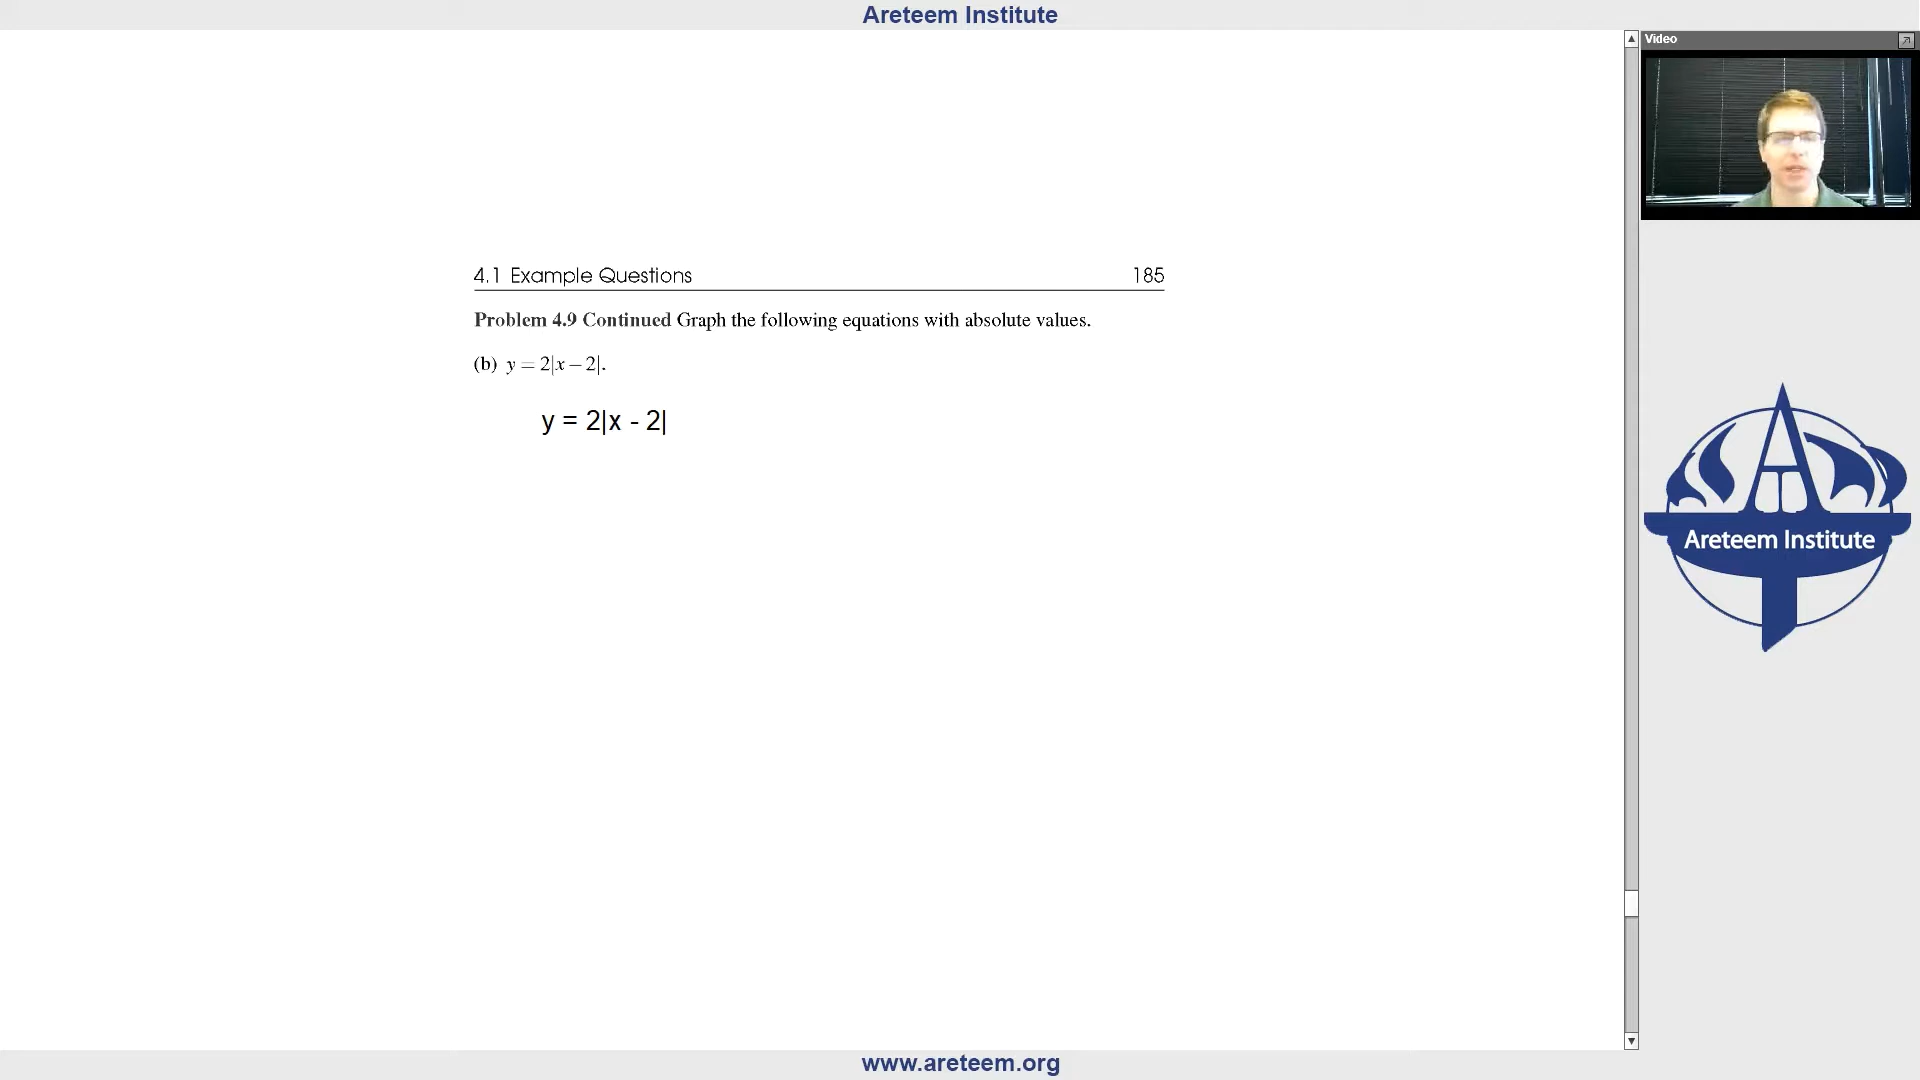 Areteem Institute
Video
4.1 Example Questions 185
Problem 4.9 Continued Graph the following equations with absolute values.
(b) y = 2|x − 2|.
y = 2|x - 2|
Areteem Institute
www.areteem.org